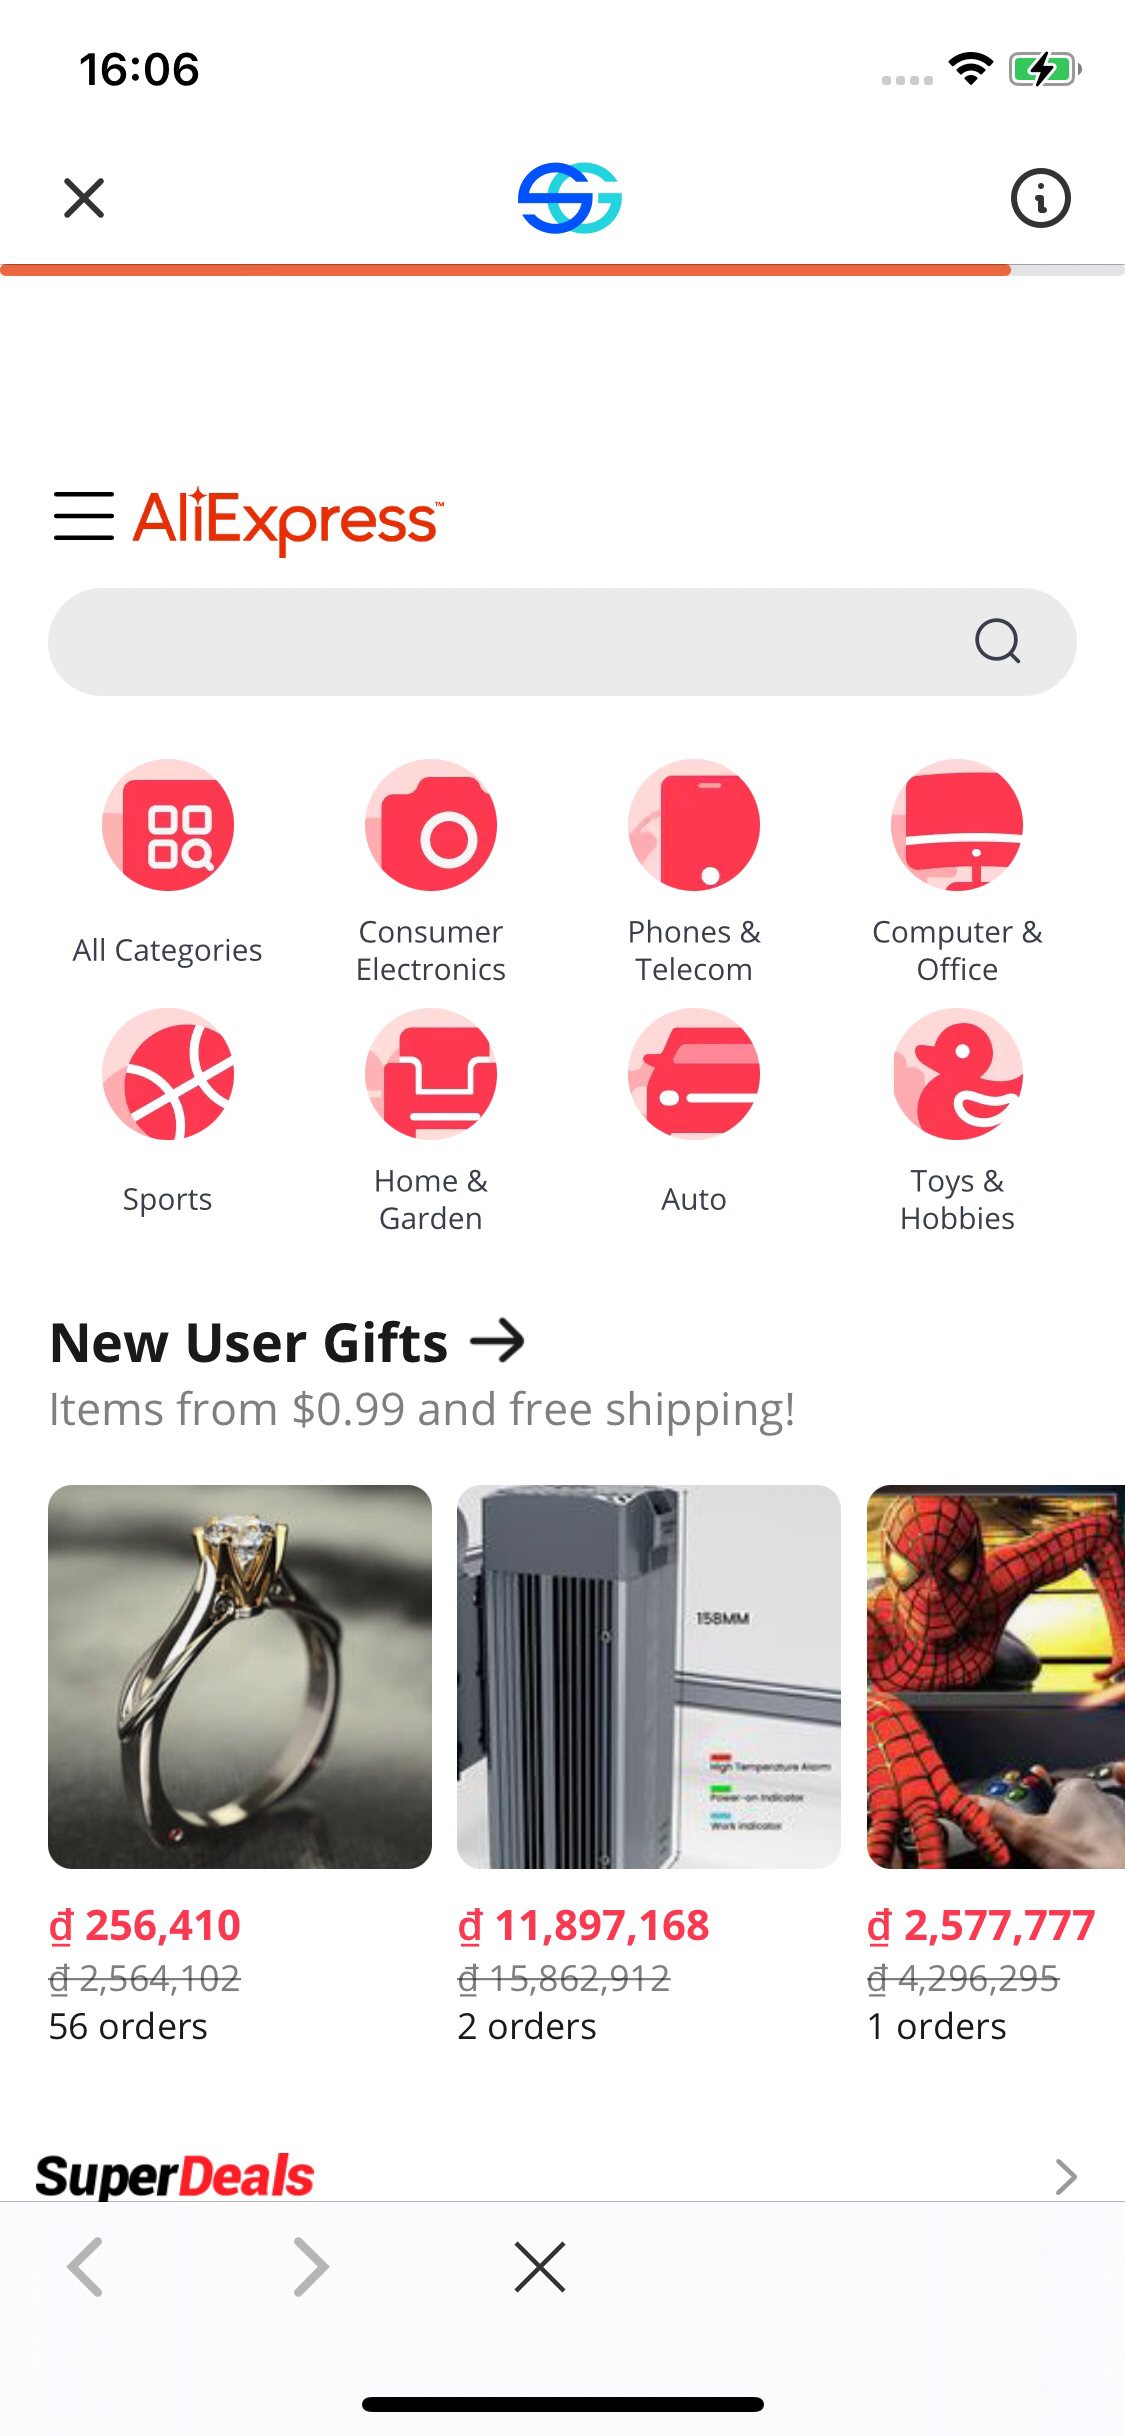 16:06
SG
AliExpress™
All Categories
Consumer
Electronics
Phones &
Telecom
Computer &
Office
Sports
Home &
Garden
Auto
Toys &
Hobbies
New User Gifts →
Items from $0.99 and free shipping!
158MM
High Temperature Alarm
Power-on Indicator
Work Indicator
₫ 256,410
₫ 2,564,102
56 orders
₫ 11,897,168
₫ 15,862,912
2 orders
₫ 2,577,777
₫ 4,296,295
1 orders
SuperDeals